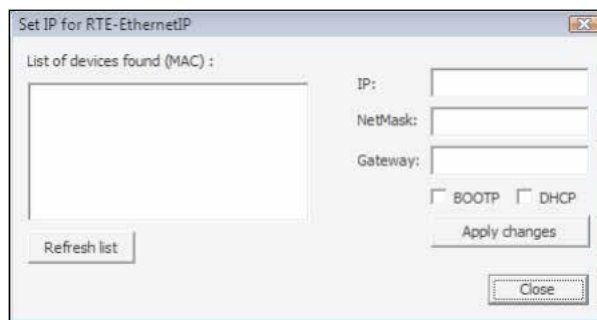 Set IP for RTE-EthernetIP
List of devices found (MAC) :
IP:
NetMask:
Gateway:
BOOTP
DHCP
Refresh list
Apply changes
Close